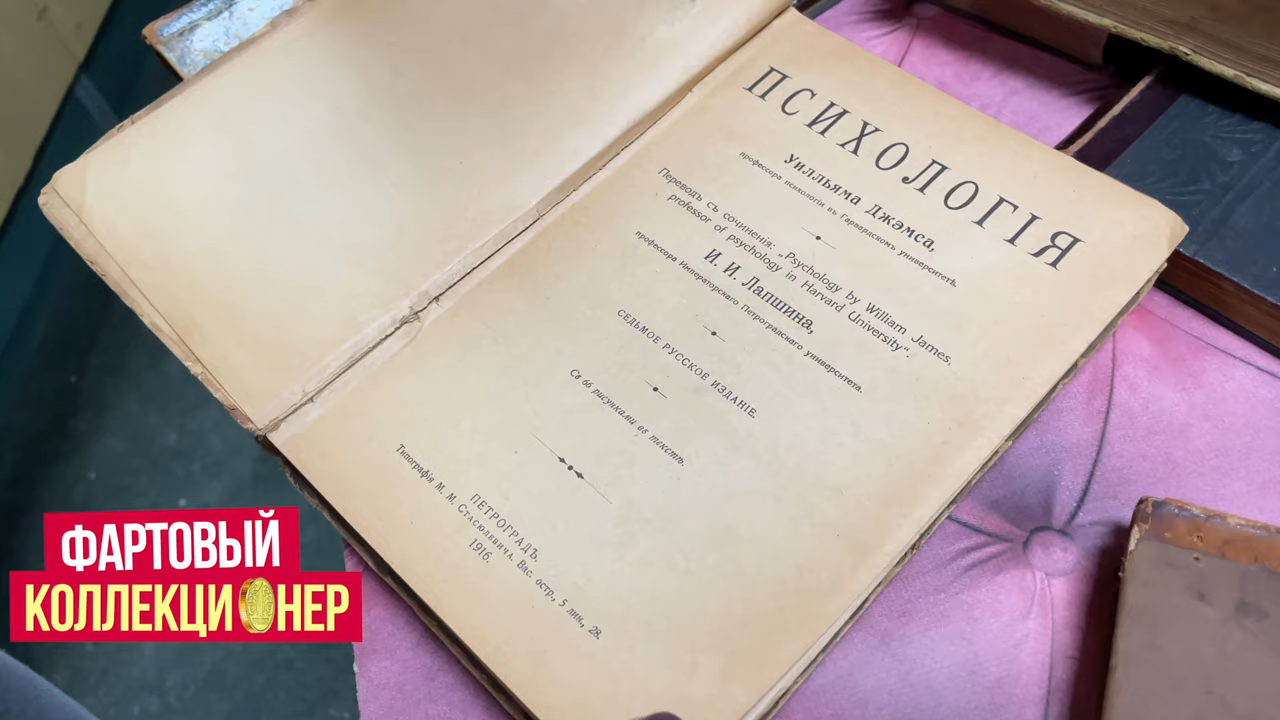 ПСИХОЛОГІЯ
Уилльяма Джэмса,
профессора психологіи въ Гарвардскомъ университетѣ.
Переводъ съ сочиненія: „Psychology by William James,
professor of psychology in Harvard University“.
И. И. Лапшина,
профессора Императорскаго Петроградскаго университета.
СЕДЬМОЕ РУССКОЕ ИЗДАНІЕ.
Съ 66 рисунками въ текстѣ.
ПЕТРОГРАДЪ.
Типографія М. М. Стасюлевича, Вас. остр., 5 лин., 28.
1916.
ФАРТОВЫЙ
КОЛЛЕКЦИОНЕР